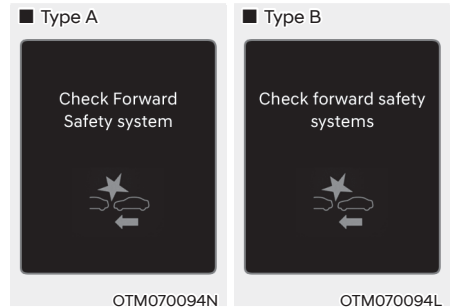 ■ Type A
Check Forward
Safety system
OTM070094N
■ Type B
Check forward safety
systems
OTM070094L